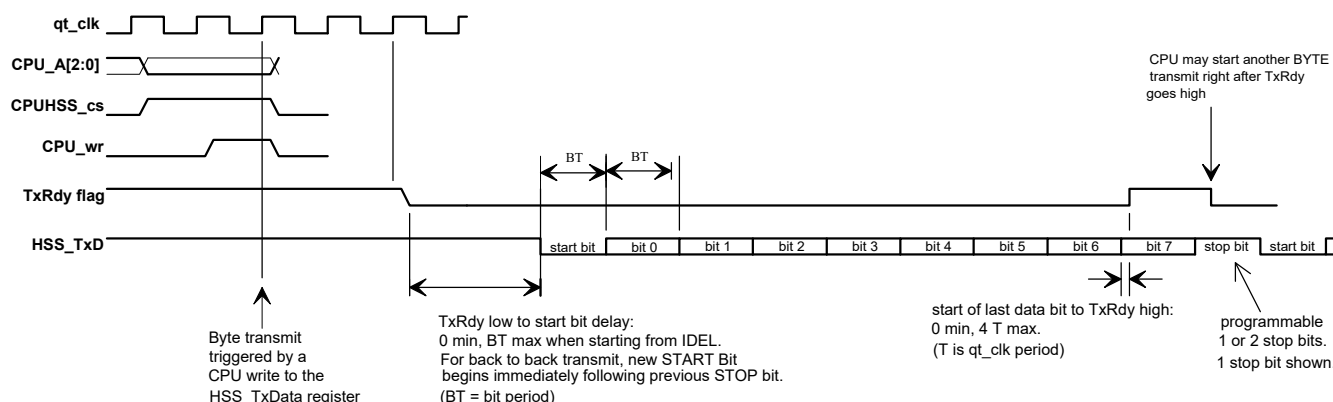 qt_clk
CPU_A[2:0]
CPUHSS_cs
CPU_wr
TxRdy flag
HSS_TxD
CPU may start another BYTE
transmit right after TxRdy
goes high
BT
BT
start bit
bit 0
bit 1
bit 2
bit 3
bit 4
bit 5
bit 6
bit 7
stop bit
start bit
Byte transmit
triggered by a
CPU write to the
HSS_TxData register
TxRdy low to start bit delay:
0 min, BT max when starting from IDEL.
For back to back transmit, new START Bit
begins immediately following previous STOP bit.
(BT = bit period)
start of last data bit to TxRdy high:
0 min, 4 T max.
(T is qt_clk period)
programmable
1 or 2 stop bits.
1 stop bit shown.